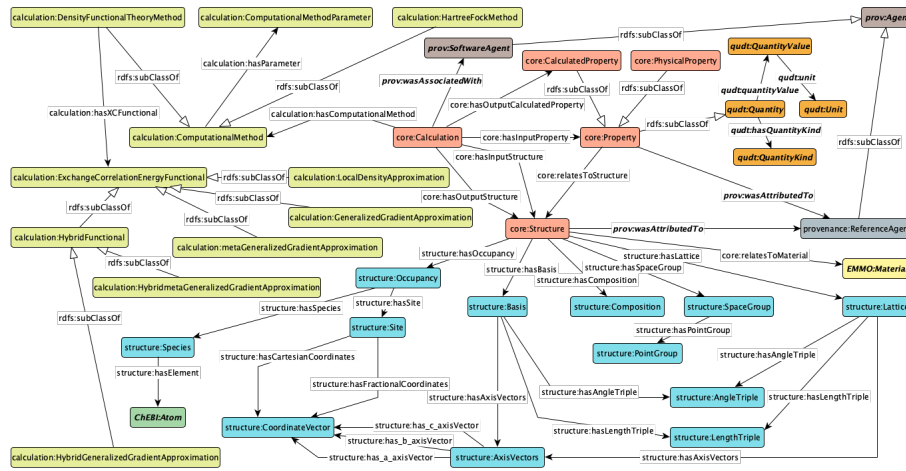 calculation:DensityFunctionalTheoryMethod
calculation:ComputationalMethodParameter
calculation:HartreeFockMethod
prov:Agen
rdfs:subClassOf
prov:SoftwareAgent
qudt:QuantityValue
core:CalculatedProperty
core:PhysicalProperty
calculation:hasParameter
rdfs:subClassOf
prov:wasAssociatedWith
qudt:unit
qudt:quantityValue
rdfs:subClassOf
rdfs:subClassOf
rdfs:subClassOf
core:hasOutputCalculatedProperty
calculation:hasXCFunctional
calculation:hasComputationalMethod
qudt:Quantity
qudt:Unit
rdfs:subClassOf
qudt:hasQuantityKind
calculation:ComputationalMethod
core:Calculation
core:hasInputProperty
core:Property
rdfs:subClassOf
core:hasInputStructure
qudt:QuantityKind
calculation:ExchangeCorrelationEnergyFunctional
rdfs:subClassOf
calculation:LocalDensityApproximation
core:relatesToStructure
core:hasOutputStructure
prov:wasAttributedTo
rdfs:subClassOf
rdfs:subClassOf
calculation:GeneralizedGradientApproximation
rdfs:subClassOf
core:Structure
prov:wasAttributedTo
provenance:ReferenceAgen
calculation:HybridFunctional
calculation:metaGeneralizedGradientApproximation
structure:hasOccupancy
structure:hasLattice
core:relatesToMaterial
rdfs:subClassOf
structure:hasBasis
structure:hasSpaceGroup
structure:hasComposition
EMMO:Material
structure:Occupancy
calculation:HybridmetaGeneralizedGradientApproximation
structure:hasSpecies
structure:hasSite
structure:Basis
structure:Composition
structure:SpaceGroup
structure:Lattice
rdfs:subClassOf
structure:Site
structure:hasPointGroup
structure:Species
structure:hasCartesianCoordinates
structure:PointGroup
structure:hasAngleTriple
structure:hasElement
structure:hasFractionalCoordinates
structure:hasAngleTriple
structure:hasAxisVectors
structure:AngleTriple
structure:hasLengthTriple
ChEBI:Atom
structure:CoordinateVector
structure:has_c_axisVector
structure:hasLengthTriple
structure:LengthTriple
structure:has_b_axisVector
calculation:HybridGeneralizedGradientApproximation
structure:has_a_axisVector
structure:AxisVectors
structure:hasAxisVectors